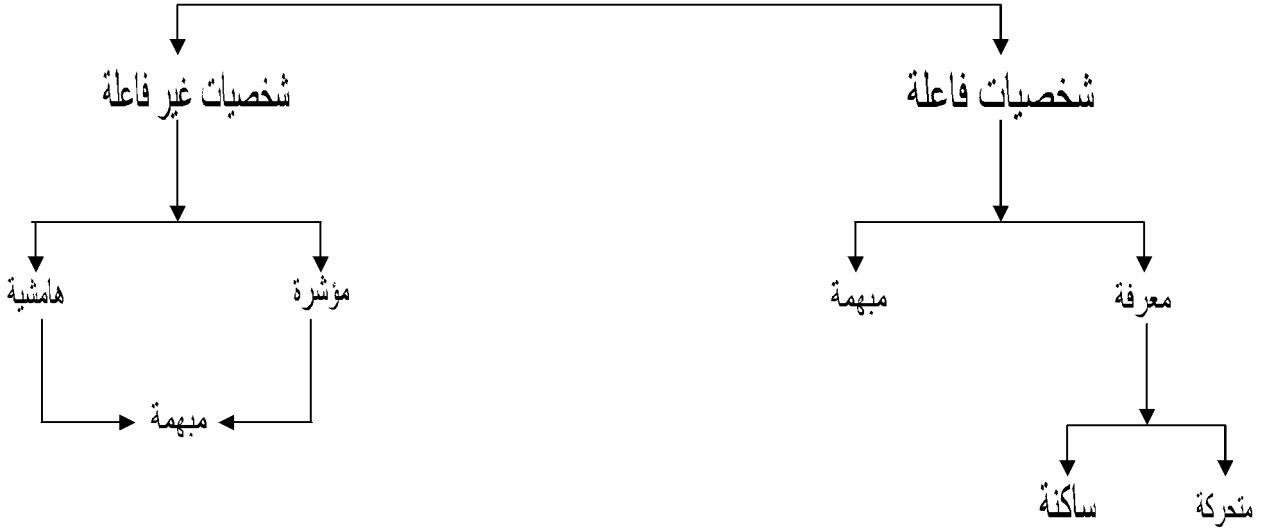 شخصيات فاعلة
شخصيات غير فاعلة
معرفة
مبهمة
مؤشرة
هامشية
مبهمة
متحركة
ساكنة